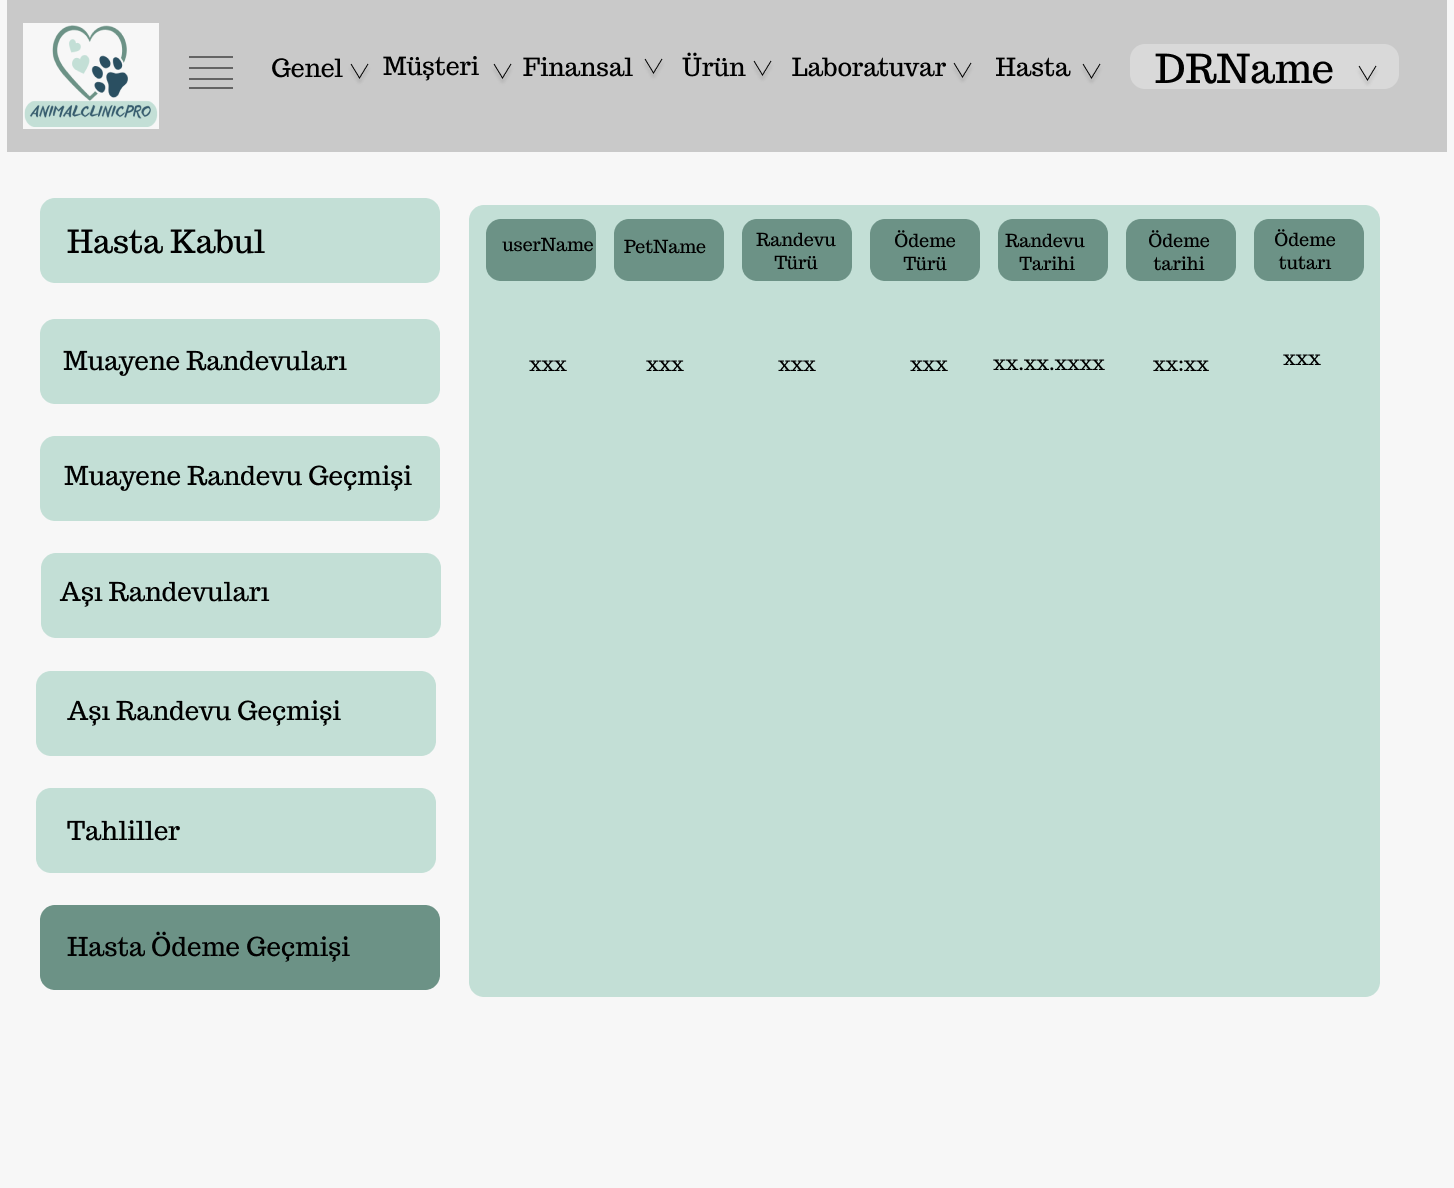 ANIMALCLINICPRO
Genel Müşteri Finansal Ürün Laboratuvar Hasta DRName
Hasta Kabul
Muayene Randevuları
Muayene Randevu Geçmişi
Aşı Randevuları
Aşı Randevu Geçmişi
Tahliller
Hasta Ödeme Geçmişi
userName
PetName
Randevu
Türü
Ödeme
Türü
Randevu
Tarihi
Ödeme
tarihi
Ödeme
tutarı
xxx xxx xxx xxx xx.xx.xxxx xx:xx xxx